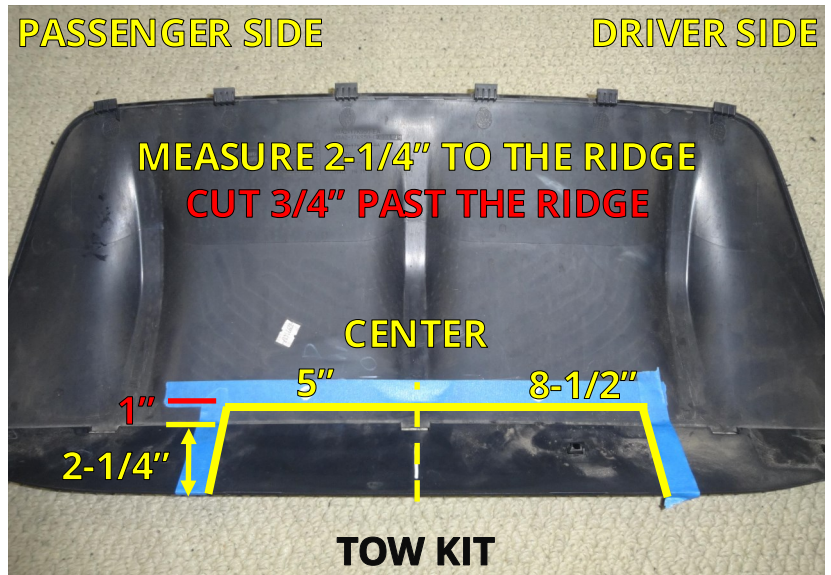 PASSENGER SIDE
DRIVER SIDE
MEASURE 2-1/4” TO THE RIDGE
CUT 3/4” PAST THE RIDGE
CENTER
5”
8-1/2”
1”
2-1/4”
TOW KIT